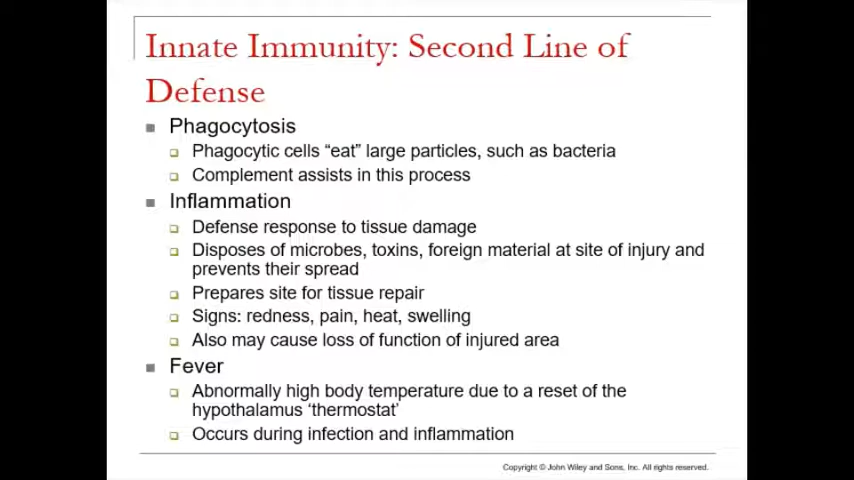 Innate Immunity: Second Line of
Defense
Phagocytosis
Phagocytic cells “eat” large particles, such as bacteria
Complement assists in this process
Inflammation
Defense response to tissue damage
Disposes of microbes, toxins, foreign material at site of injury and
prevents their spread
Prepares site for tissue repair
Signs: redness, pain, heat, swelling
Also may cause loss of function of injured area
Fever
Abnormally high body temperature due to a reset of the
hypothalamus ‘thermostat’
Occurs during infection and inflammation
Copyright © John Wiley and Sons, Inc. All rights reserved.